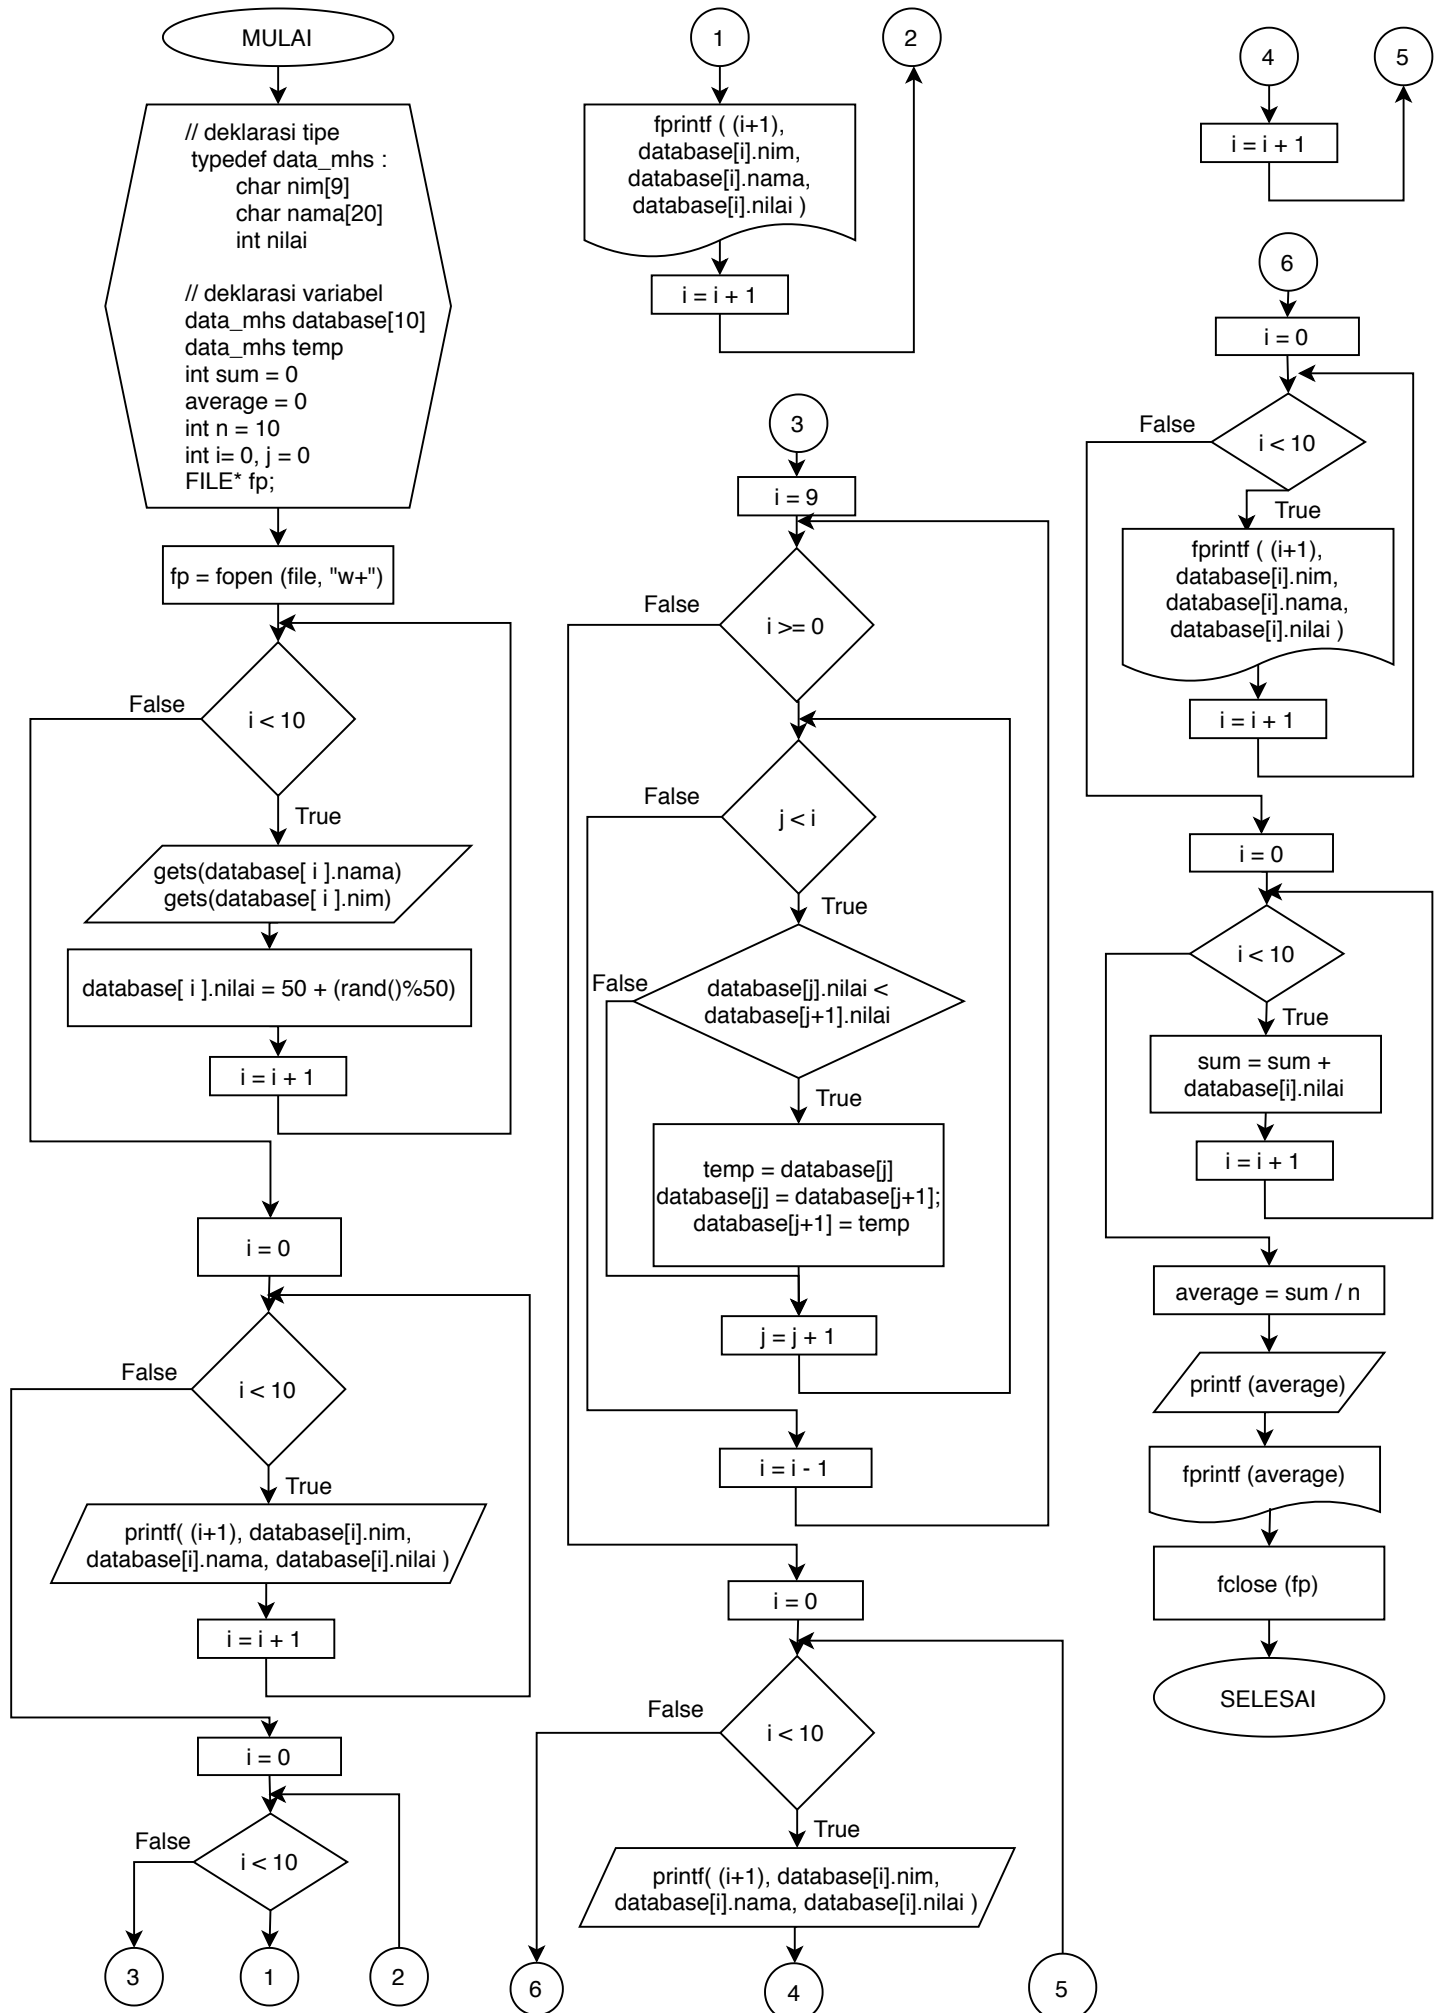 MULAI
// deklarasi tipe
typedef data_mhs :
char nim[9]
char nama[20]
int nilai
// deklarasi variabel
data_mhs database[10]
data_mhs temp
int sum = 0
average = 0
int n = 10
int i= 0, j = 0
FILE* fp;
fp = fopen (file, "w+")
False
i < 10
True
gets(database[ i ].nama)
gets(database[ i ].nim)
database[ i ].nilai = 50 + (rand()%50)
i = i + 1
i = 0
False
i < 10
True
printf( (i+1), database[i].nim,
database[i].nama, database[i].nilai )
i = i + 1
i = 0
False
i < 10
3
1
2
1
2
fprintf ( (i+1),
database[i].nim,
database[i].nama,
database[i].nilai )
i = i + 1
3
i = 9
False
i >= 0
False
j < i
True
False
database[j].nilai <
database[j+1].nilai
True
temp = database[j]
database[j] = database[j+1];
database[j+1] = temp
j = j + 1
i = i - 1
i = 0
False
i < 10
True
printf( (i+1), database[i].nim,
database[i].nama, database[i].nilai )
6
4
5
4
5
i = i + 1
6
i = 0
False
i < 10
True
fprintf ( (i+1),
database[i].nim,
database[i].nama,
database[i].nilai )
i = i + 1
i = 0
i < 10
True
sum = sum +
database[i].nilai
i = i + 1
average = sum / n
printf (average)
fprintf (average)
fclose (fp)
SELESAI